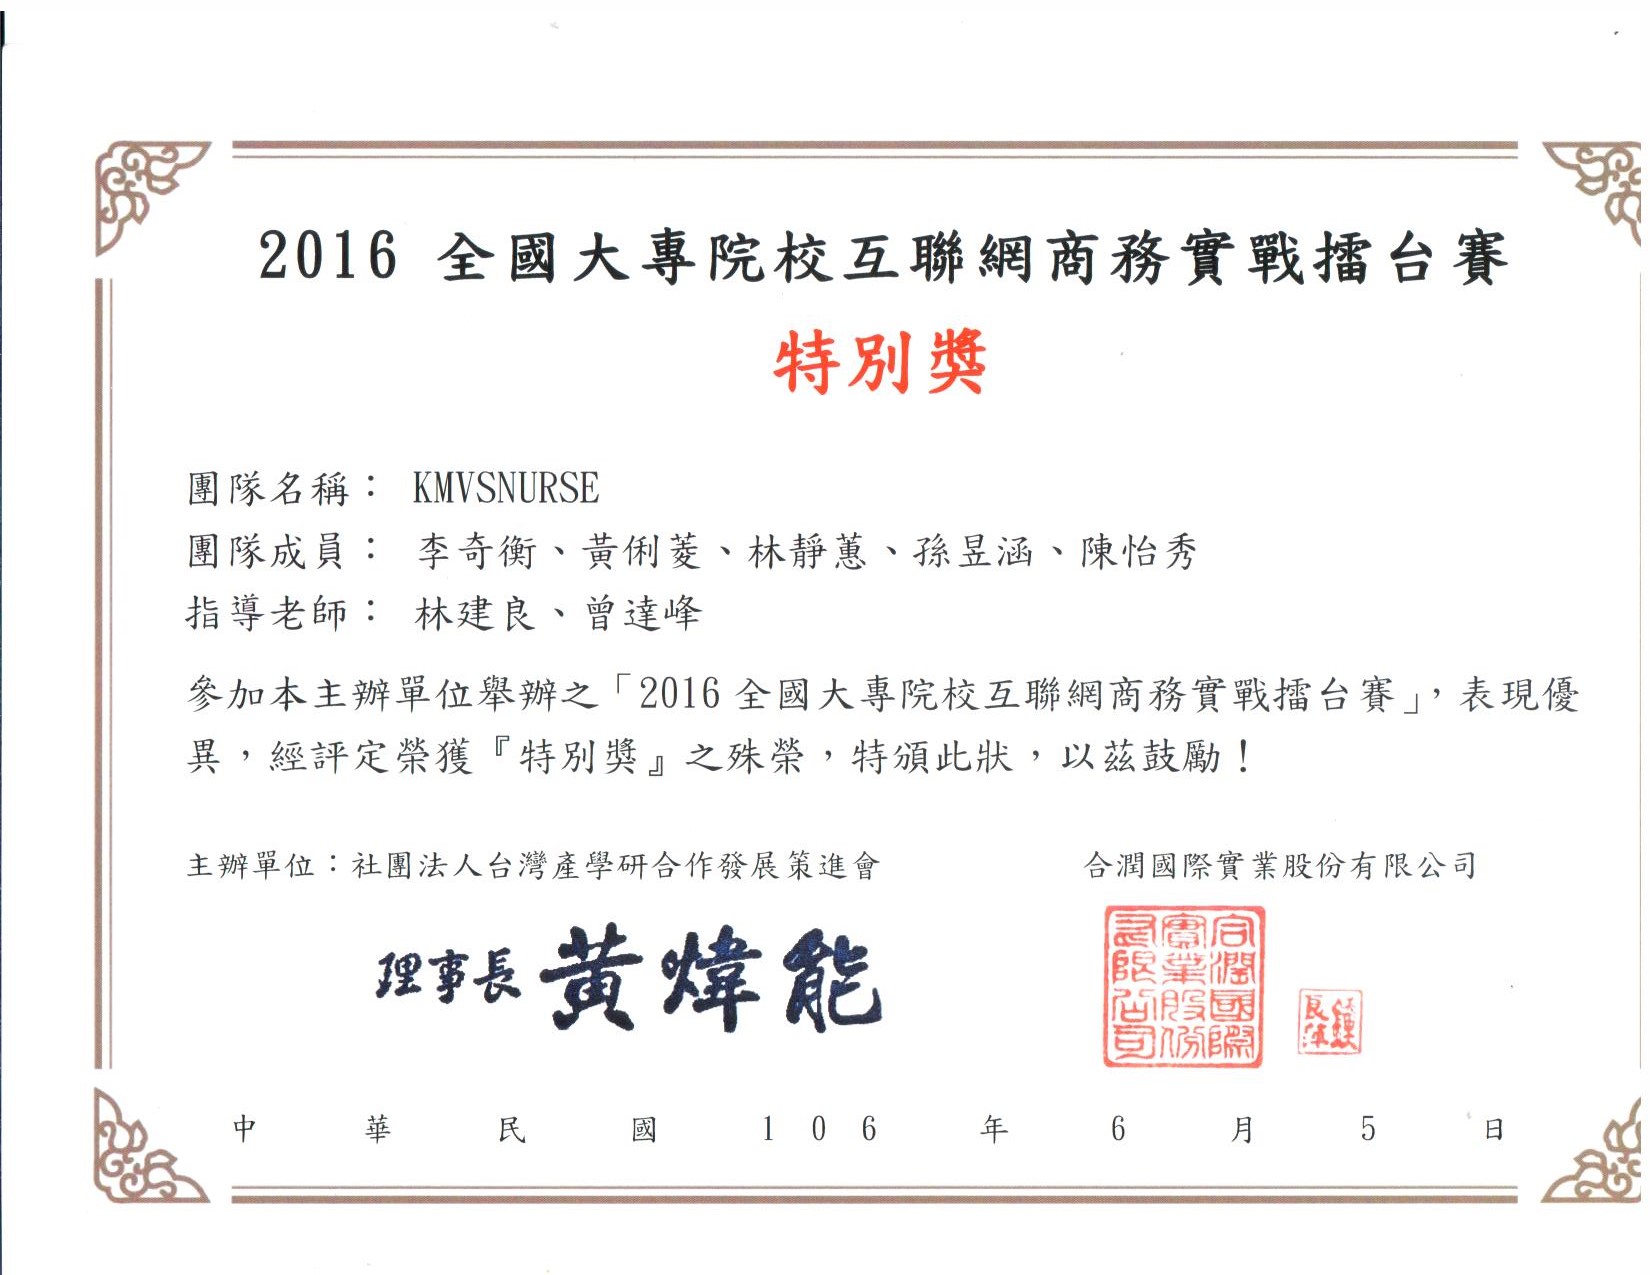 2016 全國大專院校互聯網商務實戰擂台賽
特別獎
團隊名稱： KMVSNURSE
團隊成員： 李奇衡、黃俐菱、林靜蕙、孫昱涵、陳怡秀
指導老師： 林建良、曾達峰
參加本主辦單位舉辦之「2016 全國大專院校互聯網商務實戰擂台賽」，表現優
異，經評定榮獲『特別獎』之殊榮，特頒此狀，以茲鼓勵！
主辦單位：社團法人台灣產學研合作發展策進會 合潤國際實業股份有限公司
理事長 黃煒能
合潤國際
實業股份
有限公司
中華民國 106 年 6 月 5 日